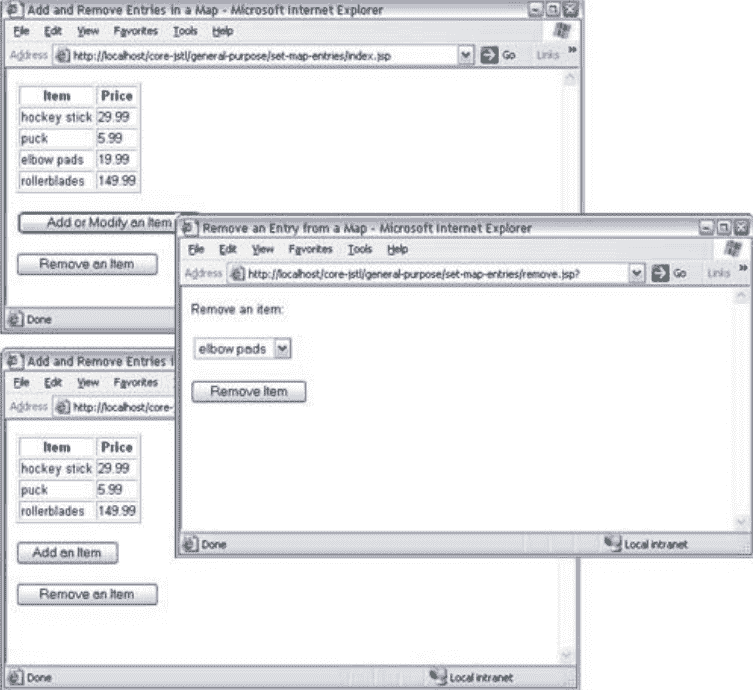 Add and Remove Entries in a Map - Microsoft Internet Explorer
File Edit View Favorites Tools Help
Address http://localhost/core-jstl/general-purpose/set-map-entries/index.jsp Go Links »
Item Price
hockey stick 29.99
puck 5.99
elbow pads 19.99
rollerblades 149.99
Add or Modify an Item
Remove an Item
Done
Remove an Entry from a Map - Microsoft Internet Explorer
File Edit View Favorites Tools Help
Address http://localhost/core-jstl/general-purpose/set-map-entries/remove.jsp? Go Links »
Remove an item:
elbow pads
Remove Item
Done Local intranet
Add and Remove Entries
File Edit View Favorites
Address http://localhost/core-
Item Price
hockey stick 29.99
puck 5.99
rollerblades 149.99
Add an Item
Remove an Item
Done Local intranet